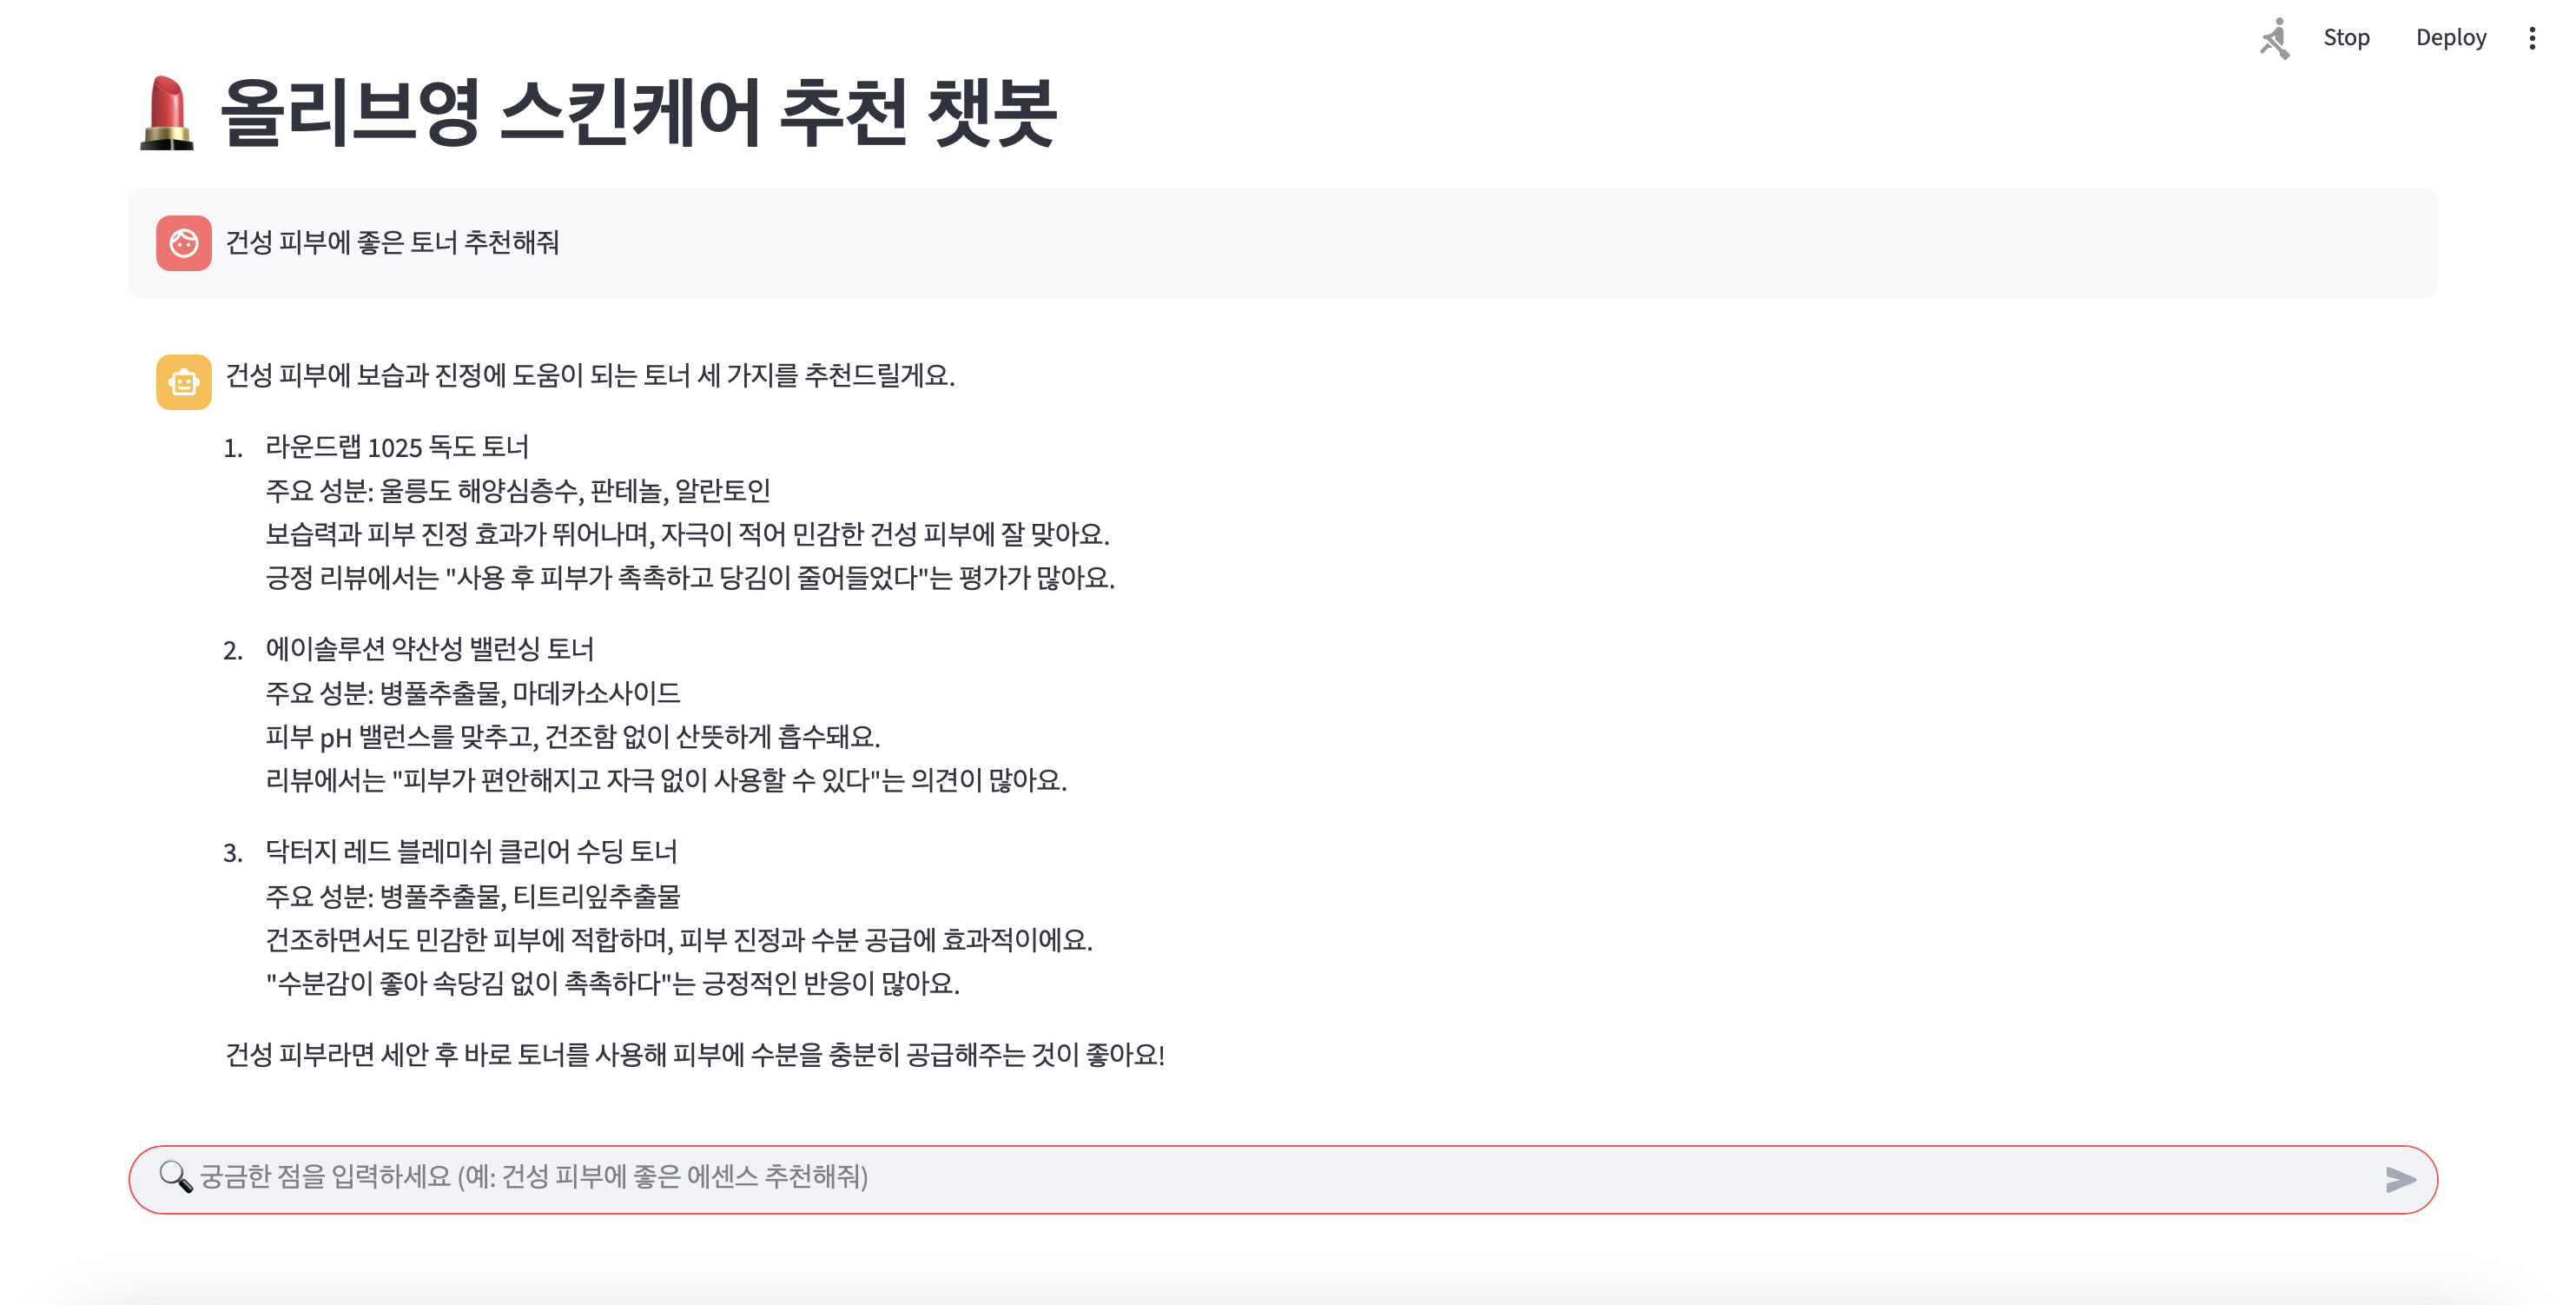 Stop Deploy
올리브영 스킨케어 추천 챗봇
건성 피부에 좋은 토너 추천해줘
건성 피부에 보습과 진정에 도움이 되는 토너 세 가지를 추천드릴게요.
1. 라운드랩 1025 독도 토너
주요 성분: 울릉도 해양심층수, 판테놀, 알란토인
보습력과 피부 진정 효과가 뛰어나며, 자극이 적어 민감한 건성 피부에 잘 맞아요.
긍정 리뷰에서는 "사용 후 피부가 촉촉하고 당김이 줄어들었다"는 평가가 많아요.
2. 에이솔루션 약산성 밸런싱 토너
주요 성분: 병풀추출물, 마데카소사이드
피부 pH 밸런스를 맞추고, 건조함 없이 산뜻하게 흡수돼요.
리뷰에서는 "피부가 편안해지고 자극 없이 사용할 수 있다"는 의견이 많아요.
3. 닥터지 레드 블레미쉬 클리어 수딩 토너
주요 성분: 병풀추출물, 티트리잎추출물
건조하면서도 민감한 피부에 적합하며, 피부 진정과 수분 공급에 효과적이에요.
"수분감이 좋아 속당김 없이 촉촉하다"는 긍정적인 반응이 많아요.
건성 피부라면 세안 후 바로 토너를 사용해 피부에 수분을 충분히 공급해주는 것이 좋아요!
궁금한 점을 입력하세요 (예: 건성 피부에 좋은 에센스 추천해줘)